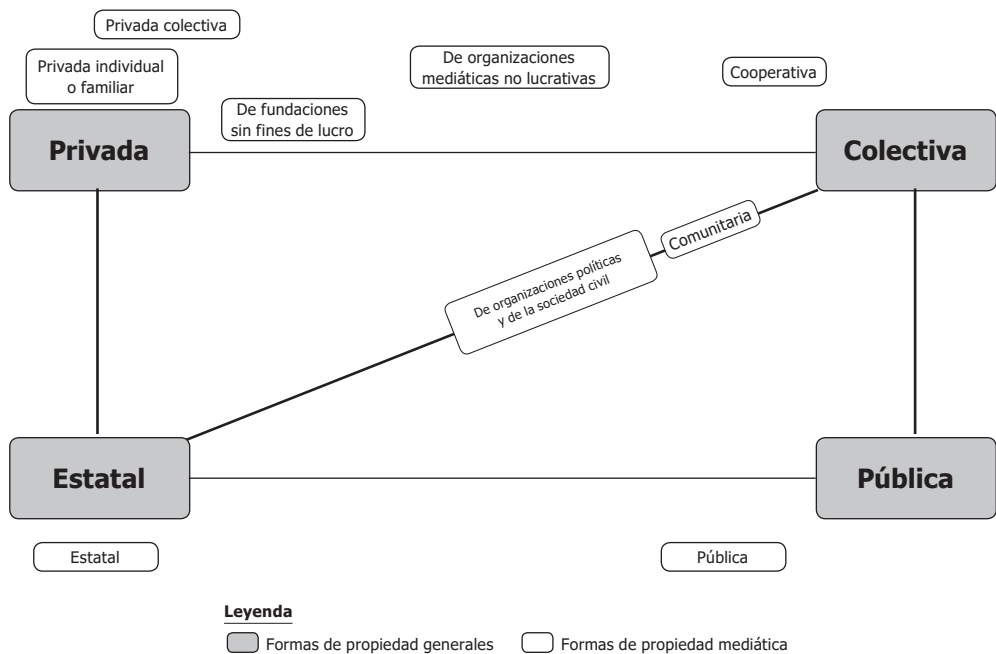 Privada colectiva
Privada individual
o familiar
De organizaciones
mediáticas no lucrativas
Cooperativa
De fundaciones
sin fines de lucro
Privada
Colectiva
Comunitaria
De organizaciones políticas
y de la sociedad civil
Estatal
Pública
Estatal
Pública
Leyenda
Formas de propiedad generales
Formas de propiedad mediática